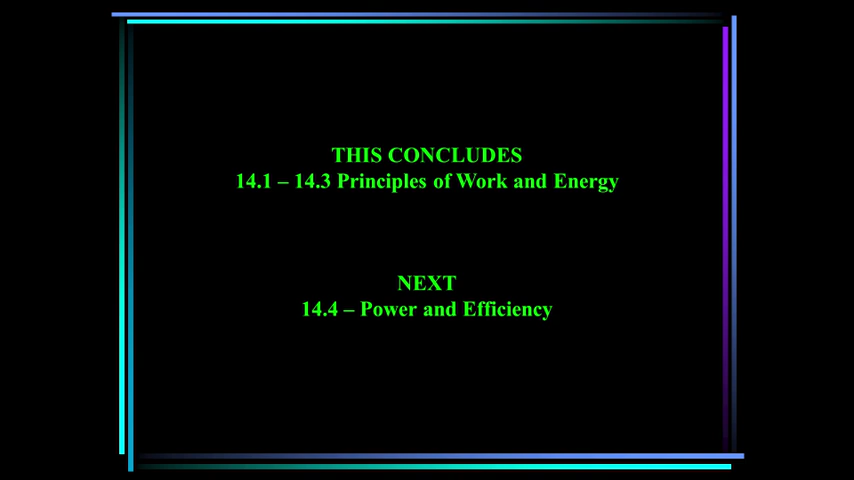 THIS CONCLUDES
14.1 – 14.3 Principles of Work and Energy
NEXT
14.4 – Power and Efficiency